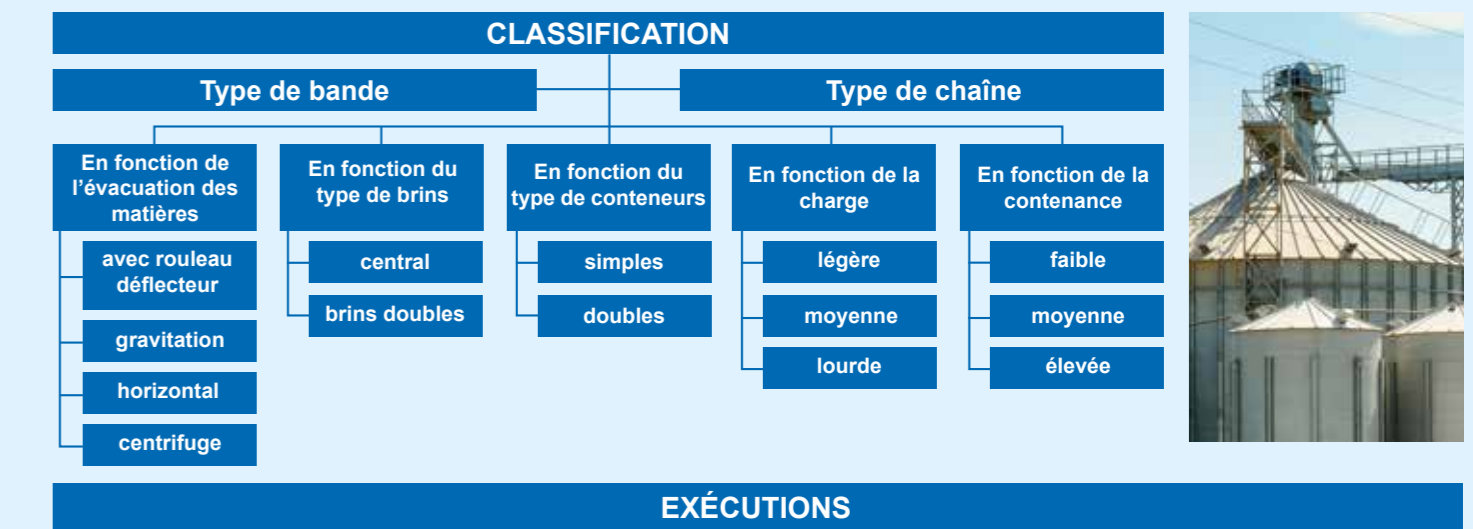 CLASSIFICATION
Type de bande
Type de chaîne
En fonction de
l'évacuation des
matières
avec rouleau
déflecteur
gravitation
horizontal
centrifuge
En fonction du
type de brins
central
brins doubles
En fonction du
type de conteneurs
simples
doubles
En fonction de la
charge
légère
moyenne
lourde
En fonction de la
contenance
faible
moyenne
élevée
EXÉCUTIONS